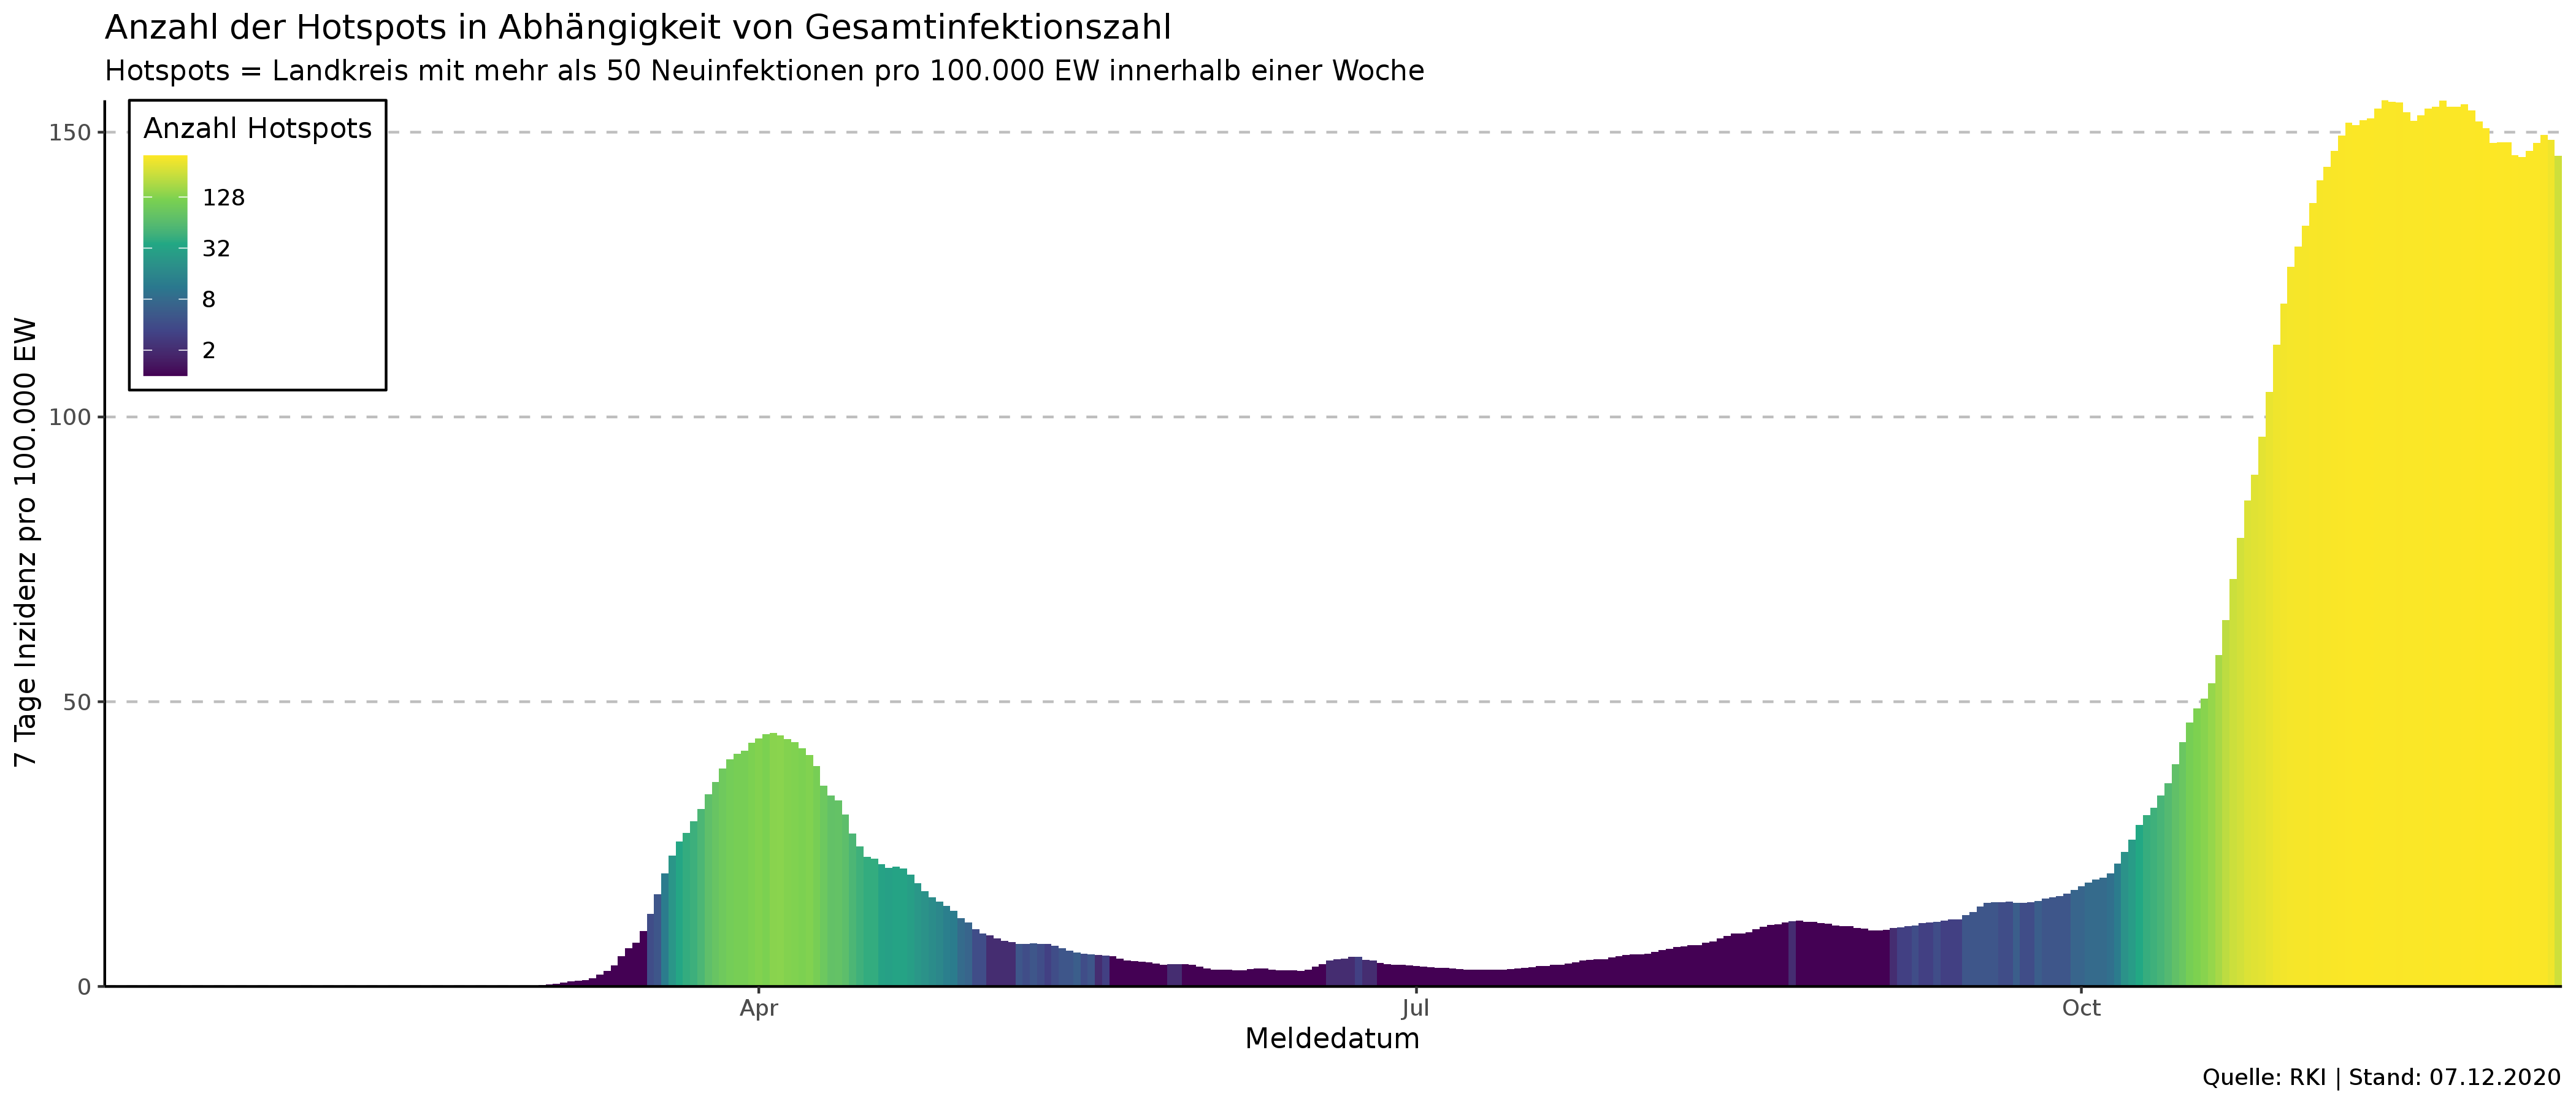 Anzahl der Hotspots in Abhängigkeit von Gesamtinfektionszahl
Hotspots = Landkreis mit mehr als 50 Neuinfektionen pro 100.000 EW innerhalb einer Woche
Anzahl Hotspots
128
32
8
2
7 Tage Inzidenz pro 100.000 EW
150
100
50
0
Apr
Jul
Oct
Meldedatum
Quelle: RKI | Stand: 07.12.2020